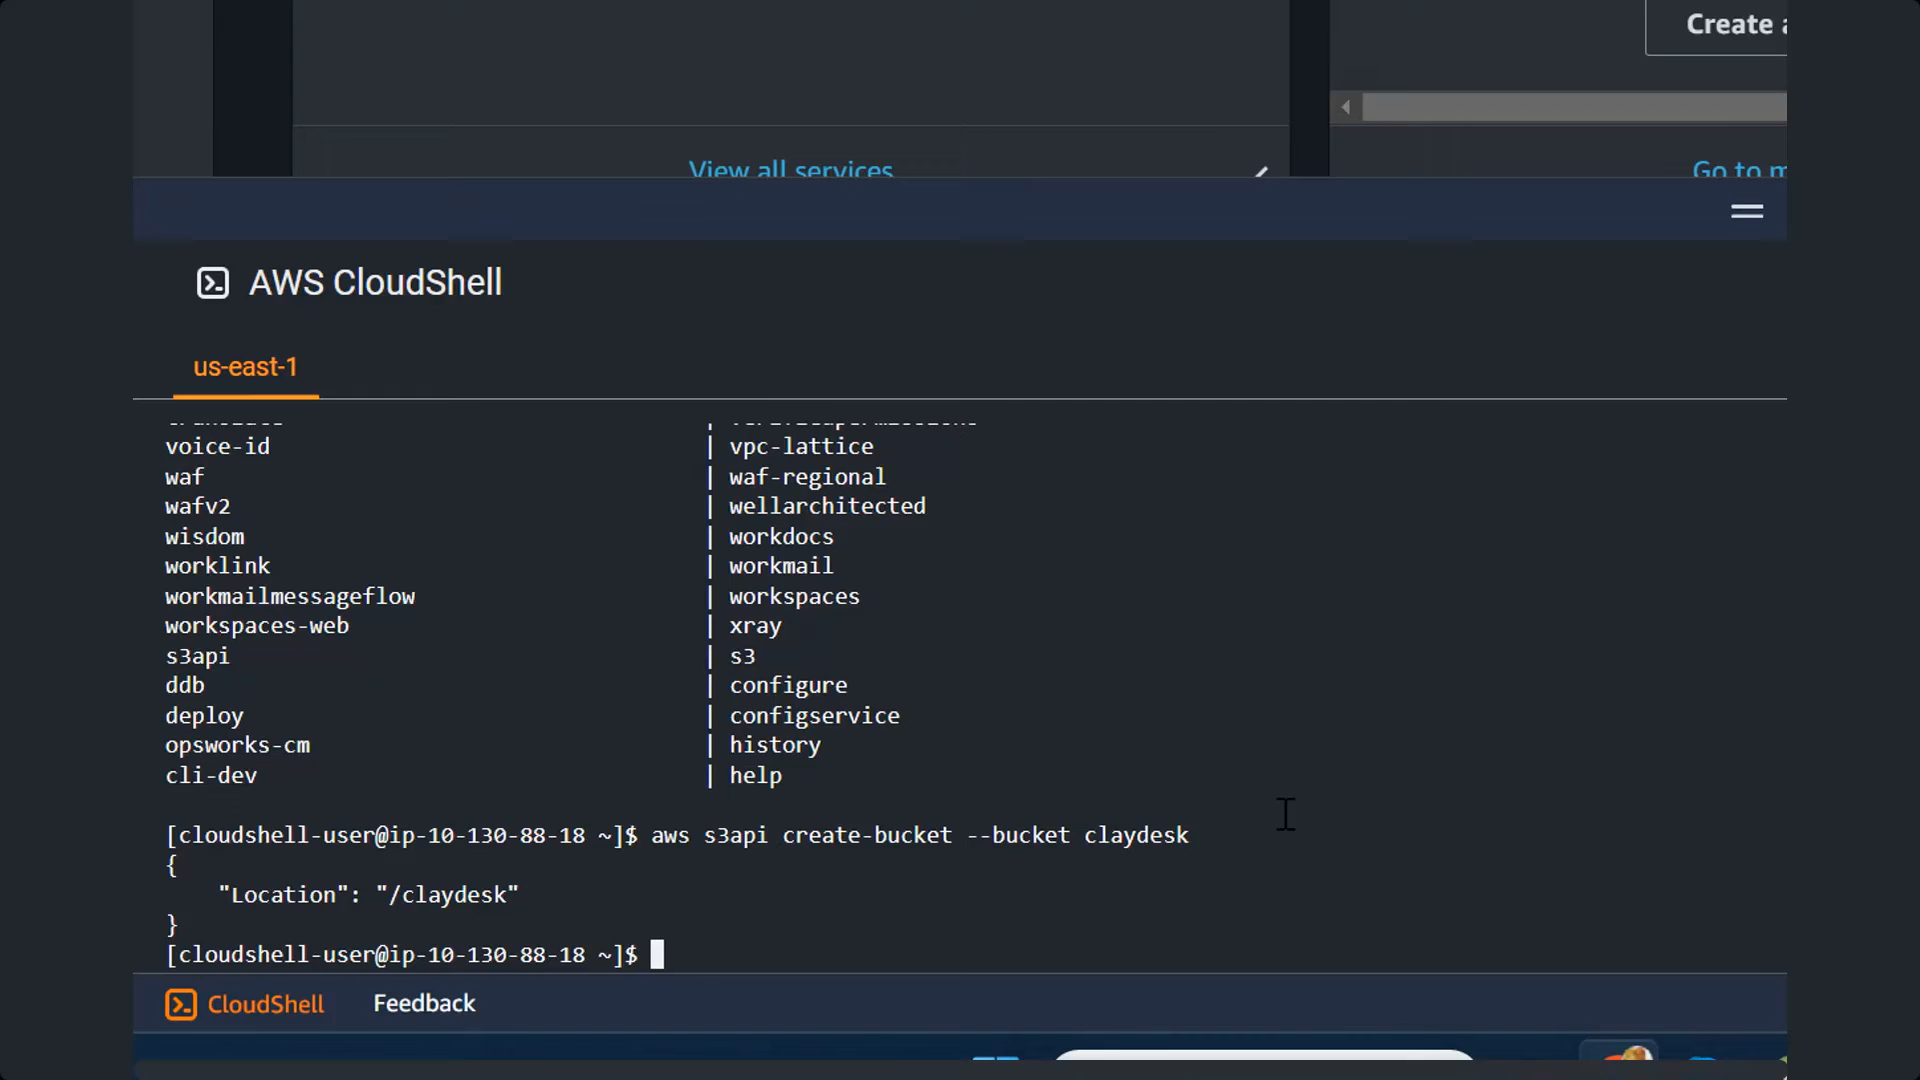 Create
View all services
Go to
AWS CloudShell
us-east-1
voice-id | vpc-lattice
waf | waf-regional
wafv2 | wellarchitected
wisdom | workdocs
worklink | workmail
workmailmessageflow | workspaces
workspaces-web | xray
s3api | s3
ddb | configure
deploy | configservice
opsworks-cm | history
cli-dev | help
[cloudshell-user@ip-10-130-88-18 ~]$ aws s3api create-bucket --bucket claydesk
{
"Location": "/claydesk"
}
[cloudshell-user@ip-10-130-88-18 ~]$
CloudShell Feedback